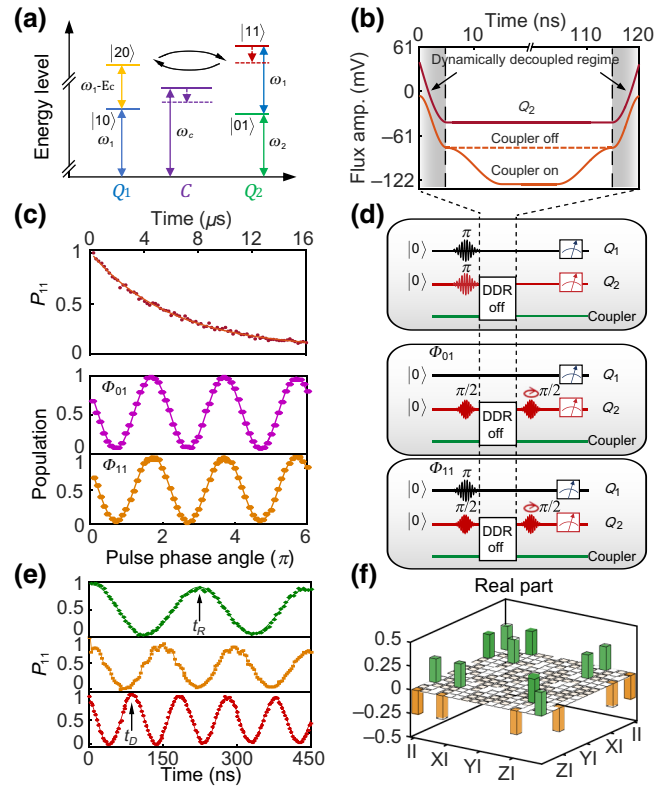 (a)
Energy level
|20⟩
|11⟩
ω1-Ec
ω1
|10⟩
ω1
ωc
|01⟩
ω2
Q1
C
Q2
(b)
Time (ns)
0
10
110
120
61
0
−61
−122
Flux amp. (mV)
Dynamically decoupled regime
Q2
Coupler off
Coupler on
(c)
Time (μs)
0
4
8
12
16
1
0.5
0
P11
Φ01
1
0.5
0
Φ11
1
0.5
0
Population
0
2
4
6
Pulse phase angle (π)
(d)
|0⟩
π
Q1
|0⟩
π
DDR
off
Q2
Coupler
Φ01
|0⟩
Q1
|0⟩
π/2
DDR
off
π/2
Q2
Coupler
Φ11
|0⟩
π
Q1
|0⟩
π/2
DDR
off
π/2
Q2
Coupler
(e)
1
0.5
0
tR
1
0.5
0
P11
1
0.5
0
tD
0
150
300
450
Time (ns)
(f)
Real part
0.5
0.25
0
−0.25
−0.5
II
XI
YI
ZI
ZI
YI
XI
II